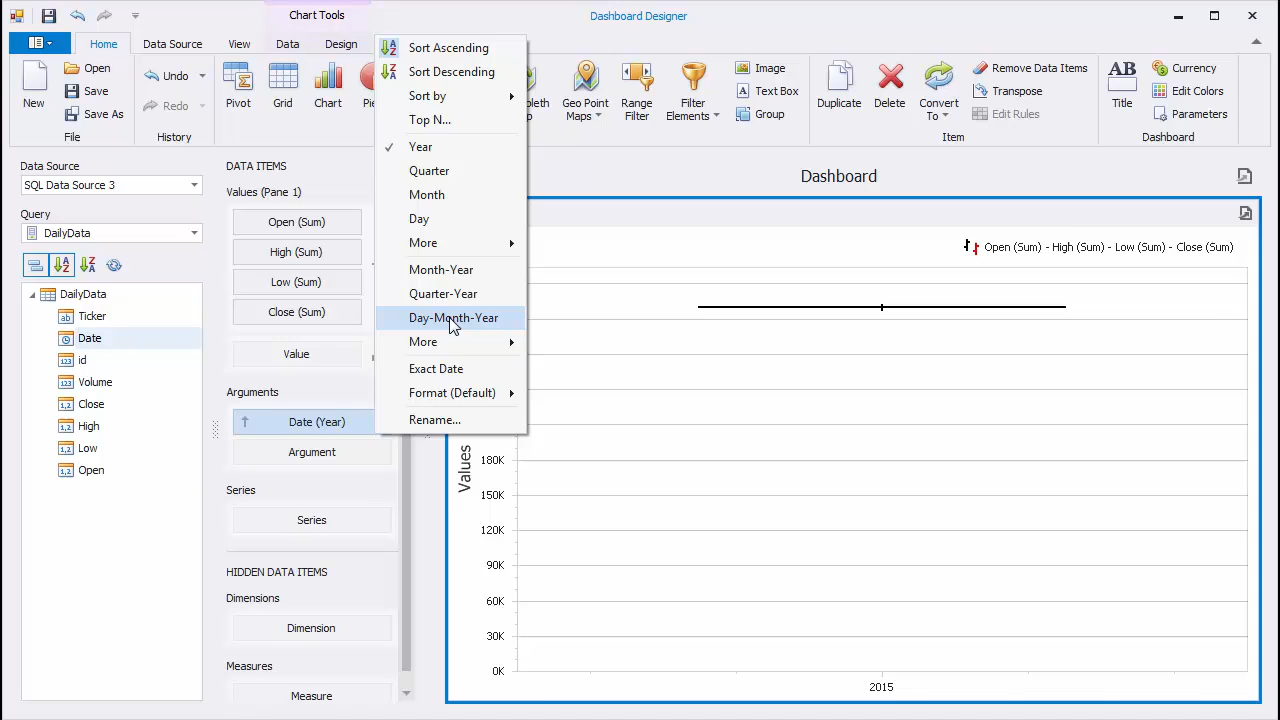 Chart Tools
Dashboard Designer
Home
Data Source
View
Data
Design
New
Open
Save
Save As
File
Undo
Redo
History
Pivot
Grid
Chart
Geo Point
Maps
Range
Filter
Filter
Elements
Image
Text Box
Group
Duplicate
Delete
Convert
To
Remove Data Items
Transpose
Edit Rules
Item
AB
Title
Currency
Edit Colors
Parameters
Dashboard
Sort Ascending
Sort Descending
Sort by
Top N...
Year
Quarter
Month
Day
More
Month-Year
Quarter-Year
Day-Month-Year
More
Exact Date
Format (Default)
Rename...
Data Source
SQL Data Source 3
Query
DailyData
DailyData
Ticker
Date
id
Volume
Close
High
Low
Open
DATA ITEMS
Values (Pane 1)
Open (Sum)
High (Sum)
Low (Sum)
Close (Sum)
Value
Arguments
Date (Year)
Argument
Series
Series
HIDDEN DATA ITEMS
Dimensions
Dimension
Measures
Measure
Dashboard
Open (Sum) - High (Sum) - Low (Sum) - Close (Sum)
Values
180K
150K
120K
90K
60K
30K
0K
2015